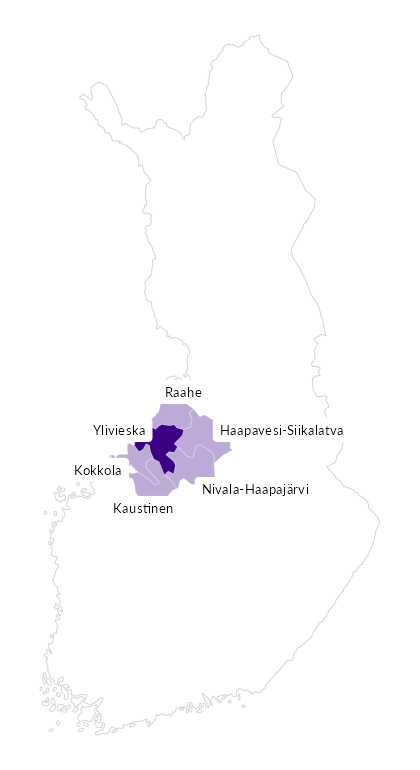 Raahe
Ylivieska
Haapavesi-Siikalatva
Kokkola
Nivala-Haapajärvi
Kaustinen